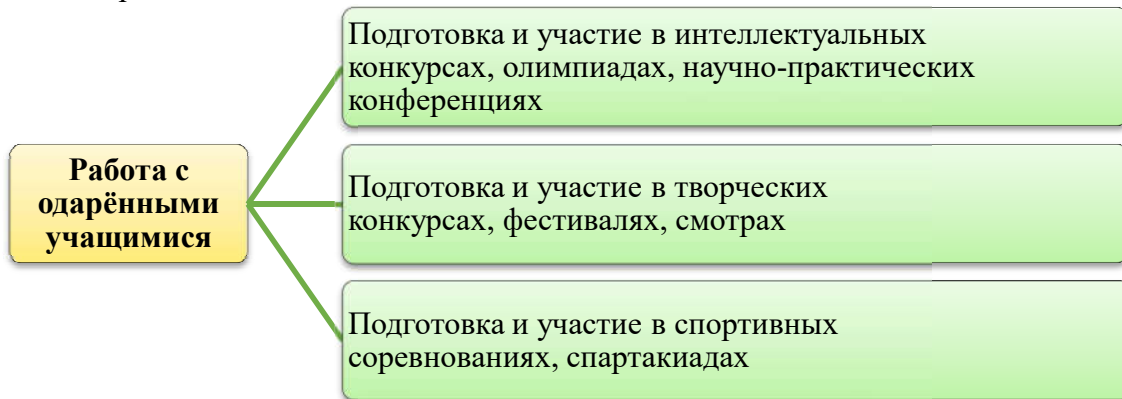 Подготовка и участие в интеллектуальных
конкурсах, олимпиадах, научно-практических
конференциях
Работа с
одарёнными
учащимися
Подготовка и участие в творческих
конкурсах, фестивалях, смотрах
Подготовка и участие в спортивных
соревнованиях, спартакиадах